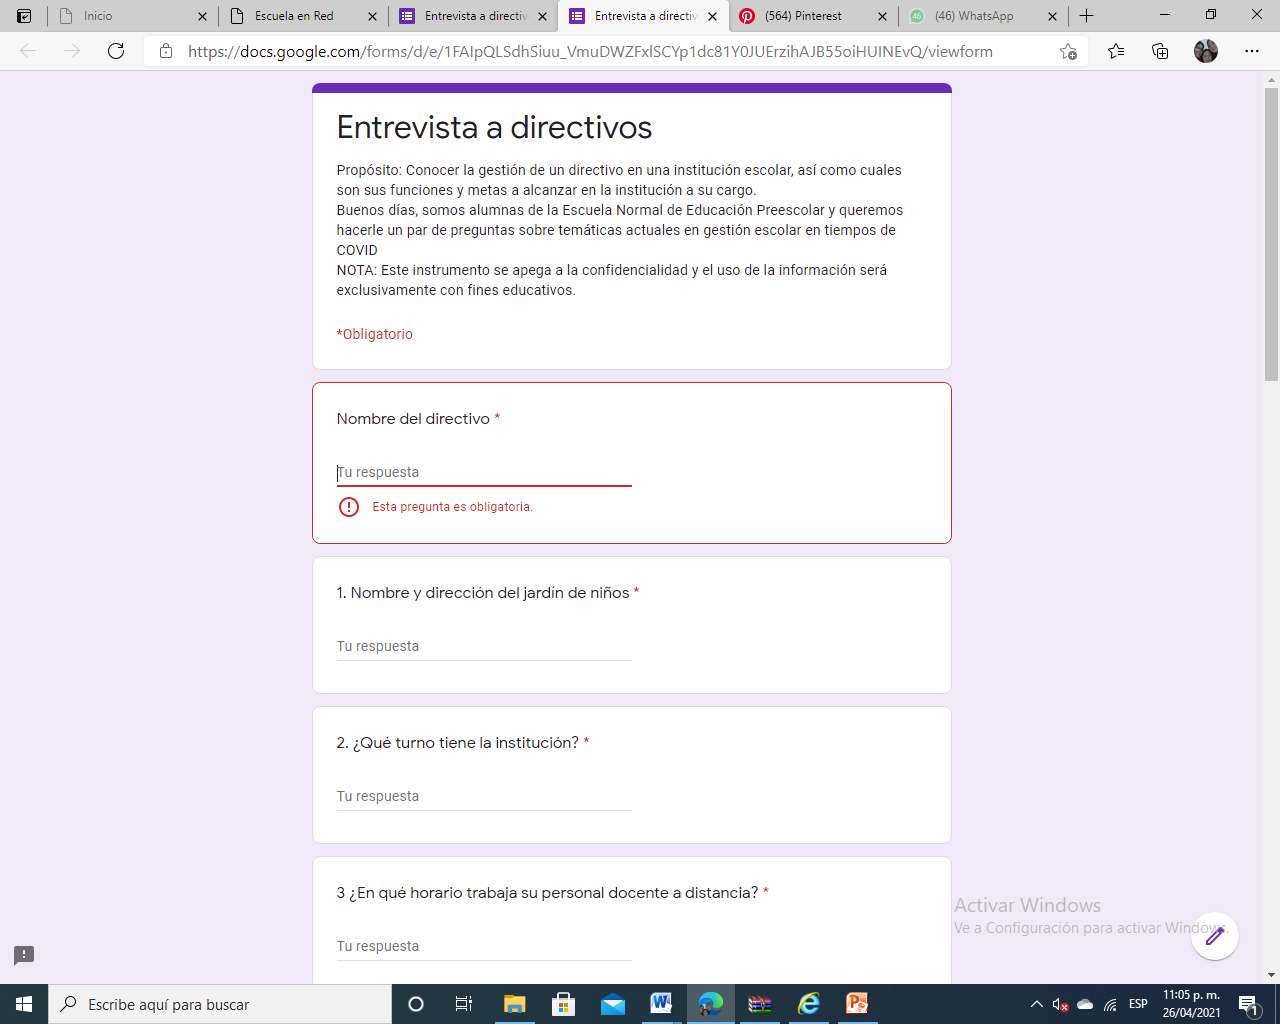 Inicio
Escuela en Red
Entrevista a directiv
Entrevista a directiv
(564) Pinterest
46
(46) WhatsApp
https://docs.google.com/forms/d/e/1FAIpQLSdhSiuu_VmuDWZFxlSCYp1dc81Y0JUErzihAJB55oiHUINEvQ/viewform
Entrevista a directivos
Propósito: Conocer la gestión de un directivo en una institución escolar, así como cuales
son sus funciones y metas a alcanzar en la institución a su cargo.
Buenos días, somos alumnas de la Escuela Normal de Educación Preescolar y queremos
hacerle un par de preguntas sobre temáticas actuales en gestión escolar en tiempos de
COVID
NOTA: Este instrumento se apega a la confidencialidad y el uso de la información será
exclusivamente con fines educativos.
*Obligatorio
Nombre del directivo *
Tu respuesta
Esta pregunta es obligatoria.
1. Nombre y dirección del jardín de niños *
Tu respuesta
2. ¿Qué turno tiene la institución? *
Tu respuesta
3 ¿En qué horario trabaja su personal docente a distancia? *
Tu respuesta
Activar Windows
Ve a Configuración para activar Windows.
Escribe aquí para buscar
ESP
11:05 p. m.
26/04/2021
1